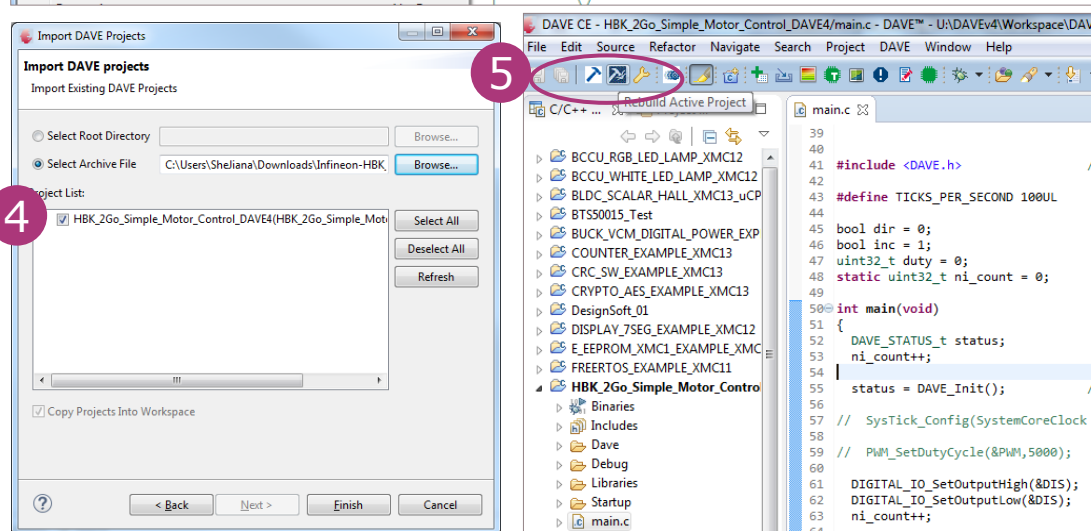 Import DAVE Projects
Import DAVE projects
Import Existing DAVE Projects
Select Root Directory
Browse...
Select Archive File
C:\Users\SheJiana\Downloads\Infineon-HBK_
Browse...
Project List:
4
HBK_2Go_Simple_Motor_Control_DAVE4(HBK_2Go_Simple_Mot
Select All
Deselect All
Refresh
Copy Projects Into Workspace
< Back
Next >
Finish
Cancel
DAVE CE - HBK_2Go_Simple_Motor_Control_DAVE4/main.c - DAVE™ - U:\DAVEv4\Workspace\DAV
File Edit Source Refactor Navigate Search Project DAVE Window Help
5
Rebuild Active Project
C/C++ ...
BCCU_RGB_LED_LAMP_XMC12
BCCU_WHITE_LED_LAMP_XMC12
BLDC_SCALAR_HALL_XMC13_uCP
BTS50015_Test
BUCK_VCM_DIGITAL_POWER_EXP
COUNTER_EXAMPLE_XMC13
CRC_SW_EXAMPLE_XMC13
CRYPTO_AES_EXAMPLE_XMC13
DesignSoft_01
DISPLAY_7SEG_EXAMPLE_XMC12
E_EEPROM_XMC1_EXAMPLE_XMC
FREERTOS_EXAMPLE_XMC11
HBK_2Go_Simple_Motor_Contro
Binaries
Includes
Dave
Debug
Libraries
Startup
main.c
main.c
39
40
41 #include <DAVE.h> /
42
43 #define TICKS_PER_SECOND 100UL
44
45 bool dir = 0;
46 bool inc = 1;
47 uint32_t duty = 0;
48 static uint32_t ni_count = 0;
49
50 int main(void)
51 {
52 DAVE_STATUS_t status;
53 ni_count++;
54
55 status = DAVE_Init(); /
56
57 // SysTick_Config(SystemCoreClock
58
59 // PWM_SetDutyCycle(&PWM,5000);
60
61 DIGITAL_IO_SetOutputHigh(&DIS);
62 DIGITAL_IO_SetOutputLow(&DIS);
63 ni_count++;